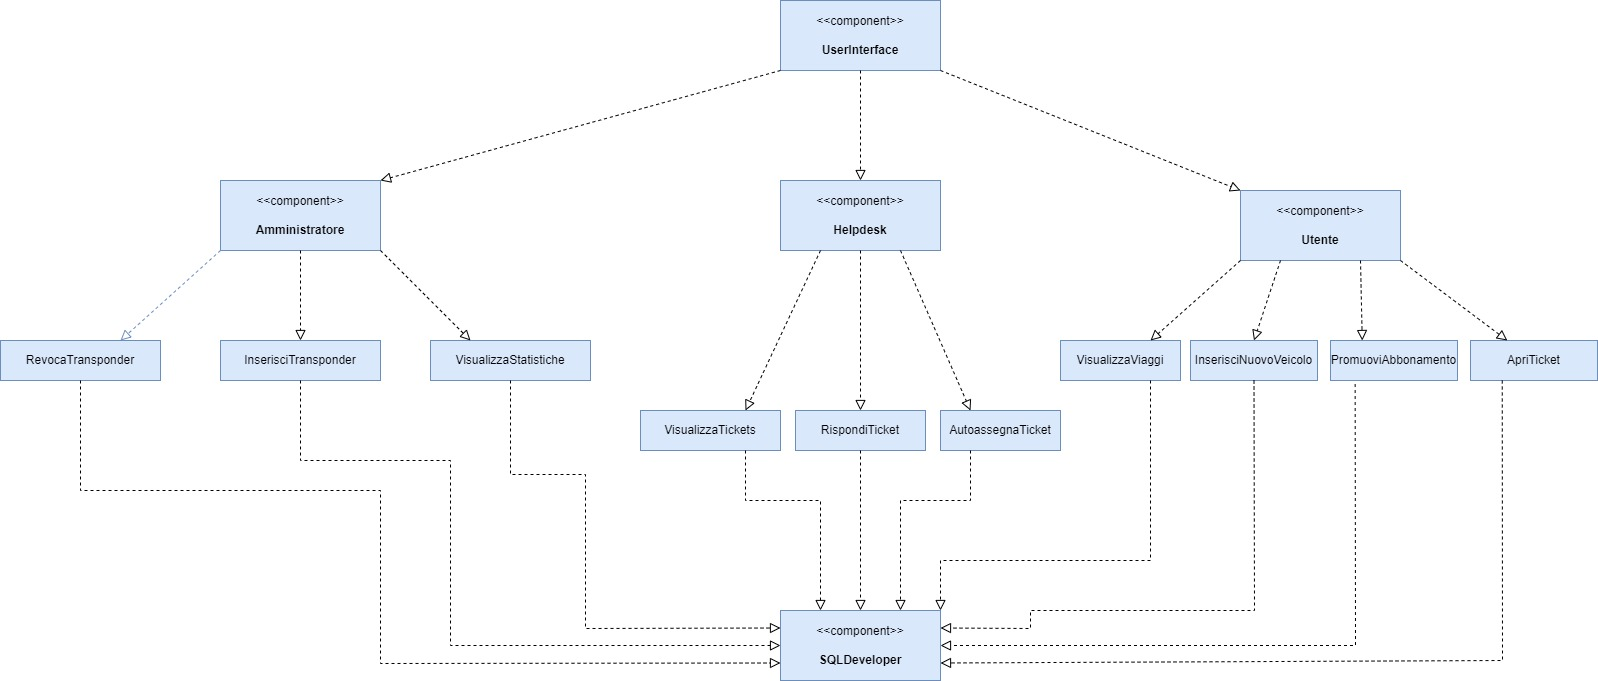 <<component>>
UserInterface
<<component>>
Amministratore
<<component>>
Helpdesk
<<component>>
Utente
RevocaTransponder
InserisciTransponder
VisualizzaStatistiche
VisualizzaViaggi
InserisciNuovoVeicolo
PromuoviAbbonamento
ApriTicket
VisualizzaTickets
RispondiTicket
AutoassegnaTicket
<<component>>
SQLDeveloper